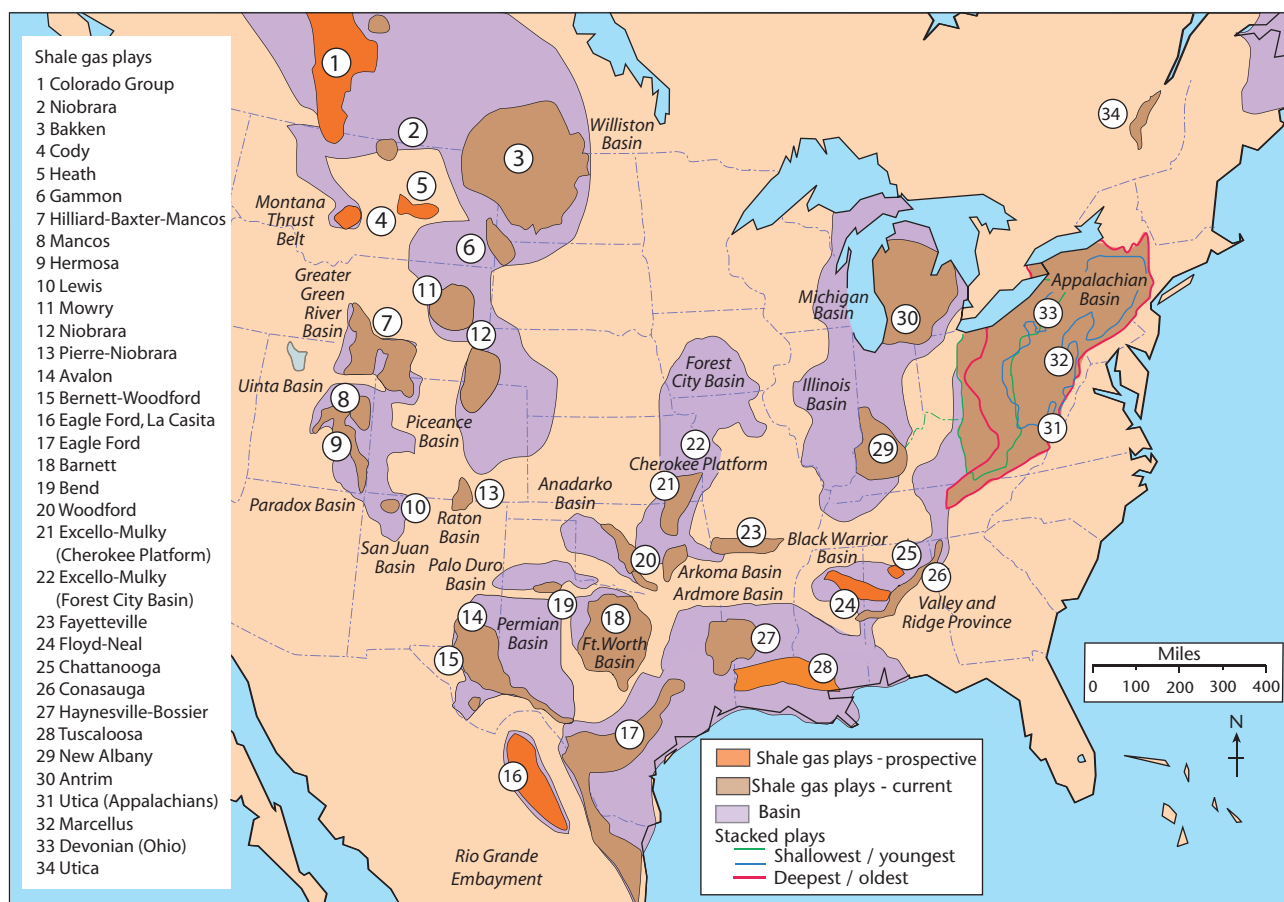 Shale gas plays
1 Colorado Group
2 Niobrara
3 Bakken
4 Cody
5 Heath
6 Gammon
7 Hilliard-Baxter-Mancos
8 Mancos
9 Hermosa
10 Lewis
11 Mowry
12 Niobrara
13 Pierre-Niobrara
14 Avalon
15 Bernett-Woodford
16 Eagle Ford, La Casita
17 Eagle Ford
18 Barnett
19 Bend
20 Woodford
21 Excello-Mulky
(Cherokee Platform)
22 Excello-Mulky
(Forest City Basin)
23 Fayetteville
24 Floyd-Neal
25 Chattanooga
26 Conasauga
27 Haynesville-Bossier
28 Tuscaloosa
29 New Albany
30 Antrim
31 Utica (Appalachians)
32 Marcellus
33 Devonian (Ohio)
34 Utica
1
2
3
Williston
Basin
34
5
4
Montana
Thrust
Belt
6
Greater
Green
River
Basin
11
7
12
Michigan
Basin
30
Appalachian
Basin
33
32
31
Uinta Basin
8
9
Piceance
Basin
Forest
City Basin
Illinois
Basin
22
29
Cherokee Platform
21
Paradox Basin
10
13
Raton
Basin
Anadarko
Basin
San Juan
Basin
Palo Duro
Basin
20
23
Arkoma Basin
Ardmore Basin
Black Warrior
Basin
25
26
24
Valley and
Ridge Province
14
Permian
Basin
19
18
Ft.Worth
Basin
15
27
28
17
16
Rio Grande
Embayment
Miles
0 100 200 300 400
N
Shale gas plays - prospective
Shale gas plays - current
Basin
Stacked plays
Shallowest / youngest
Deepest / oldest